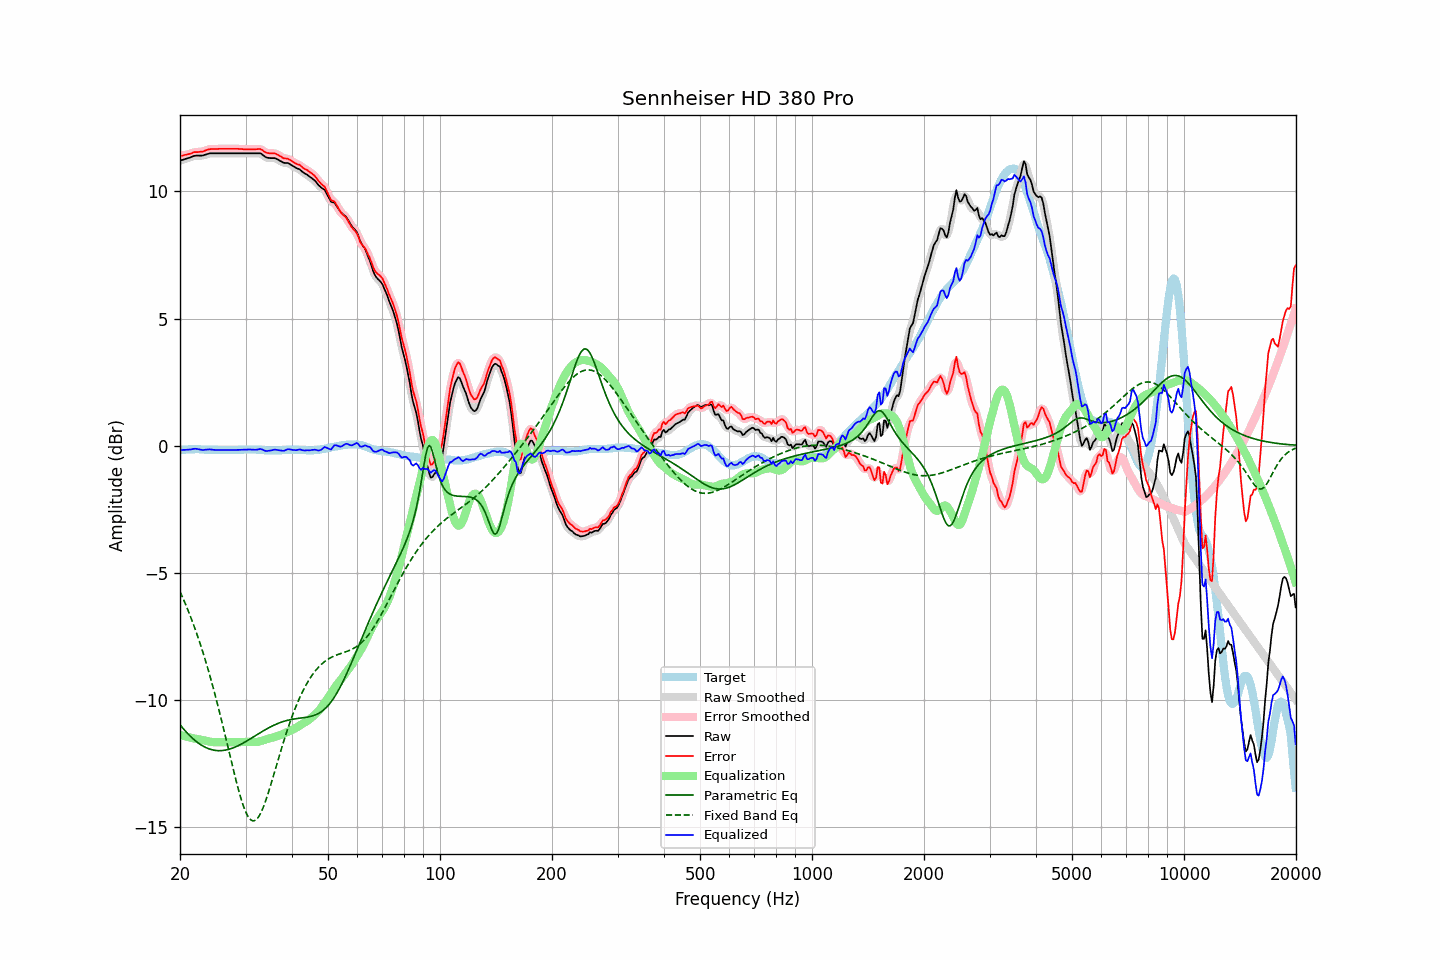 Sennheiser HD 380 Pro
Amplitude (dBr)
10
5
0
−5
−10
−15
20
50
100
200
500
1000
2000
5000
10000
20000
Frequency (Hz)
Target
Raw Smoothed
Error Smoothed
Raw
Error
Equalization
Parametric Eq
Fixed Band Eq
Equalized